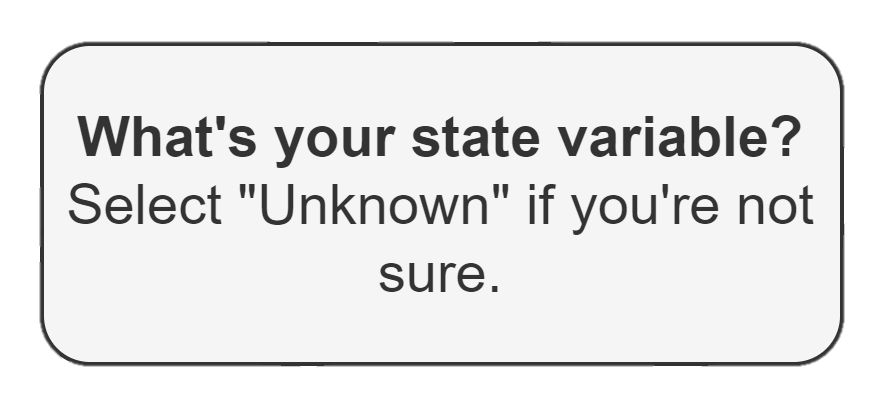 What's your state variable?
Select "Unknown" if you're not
sure.